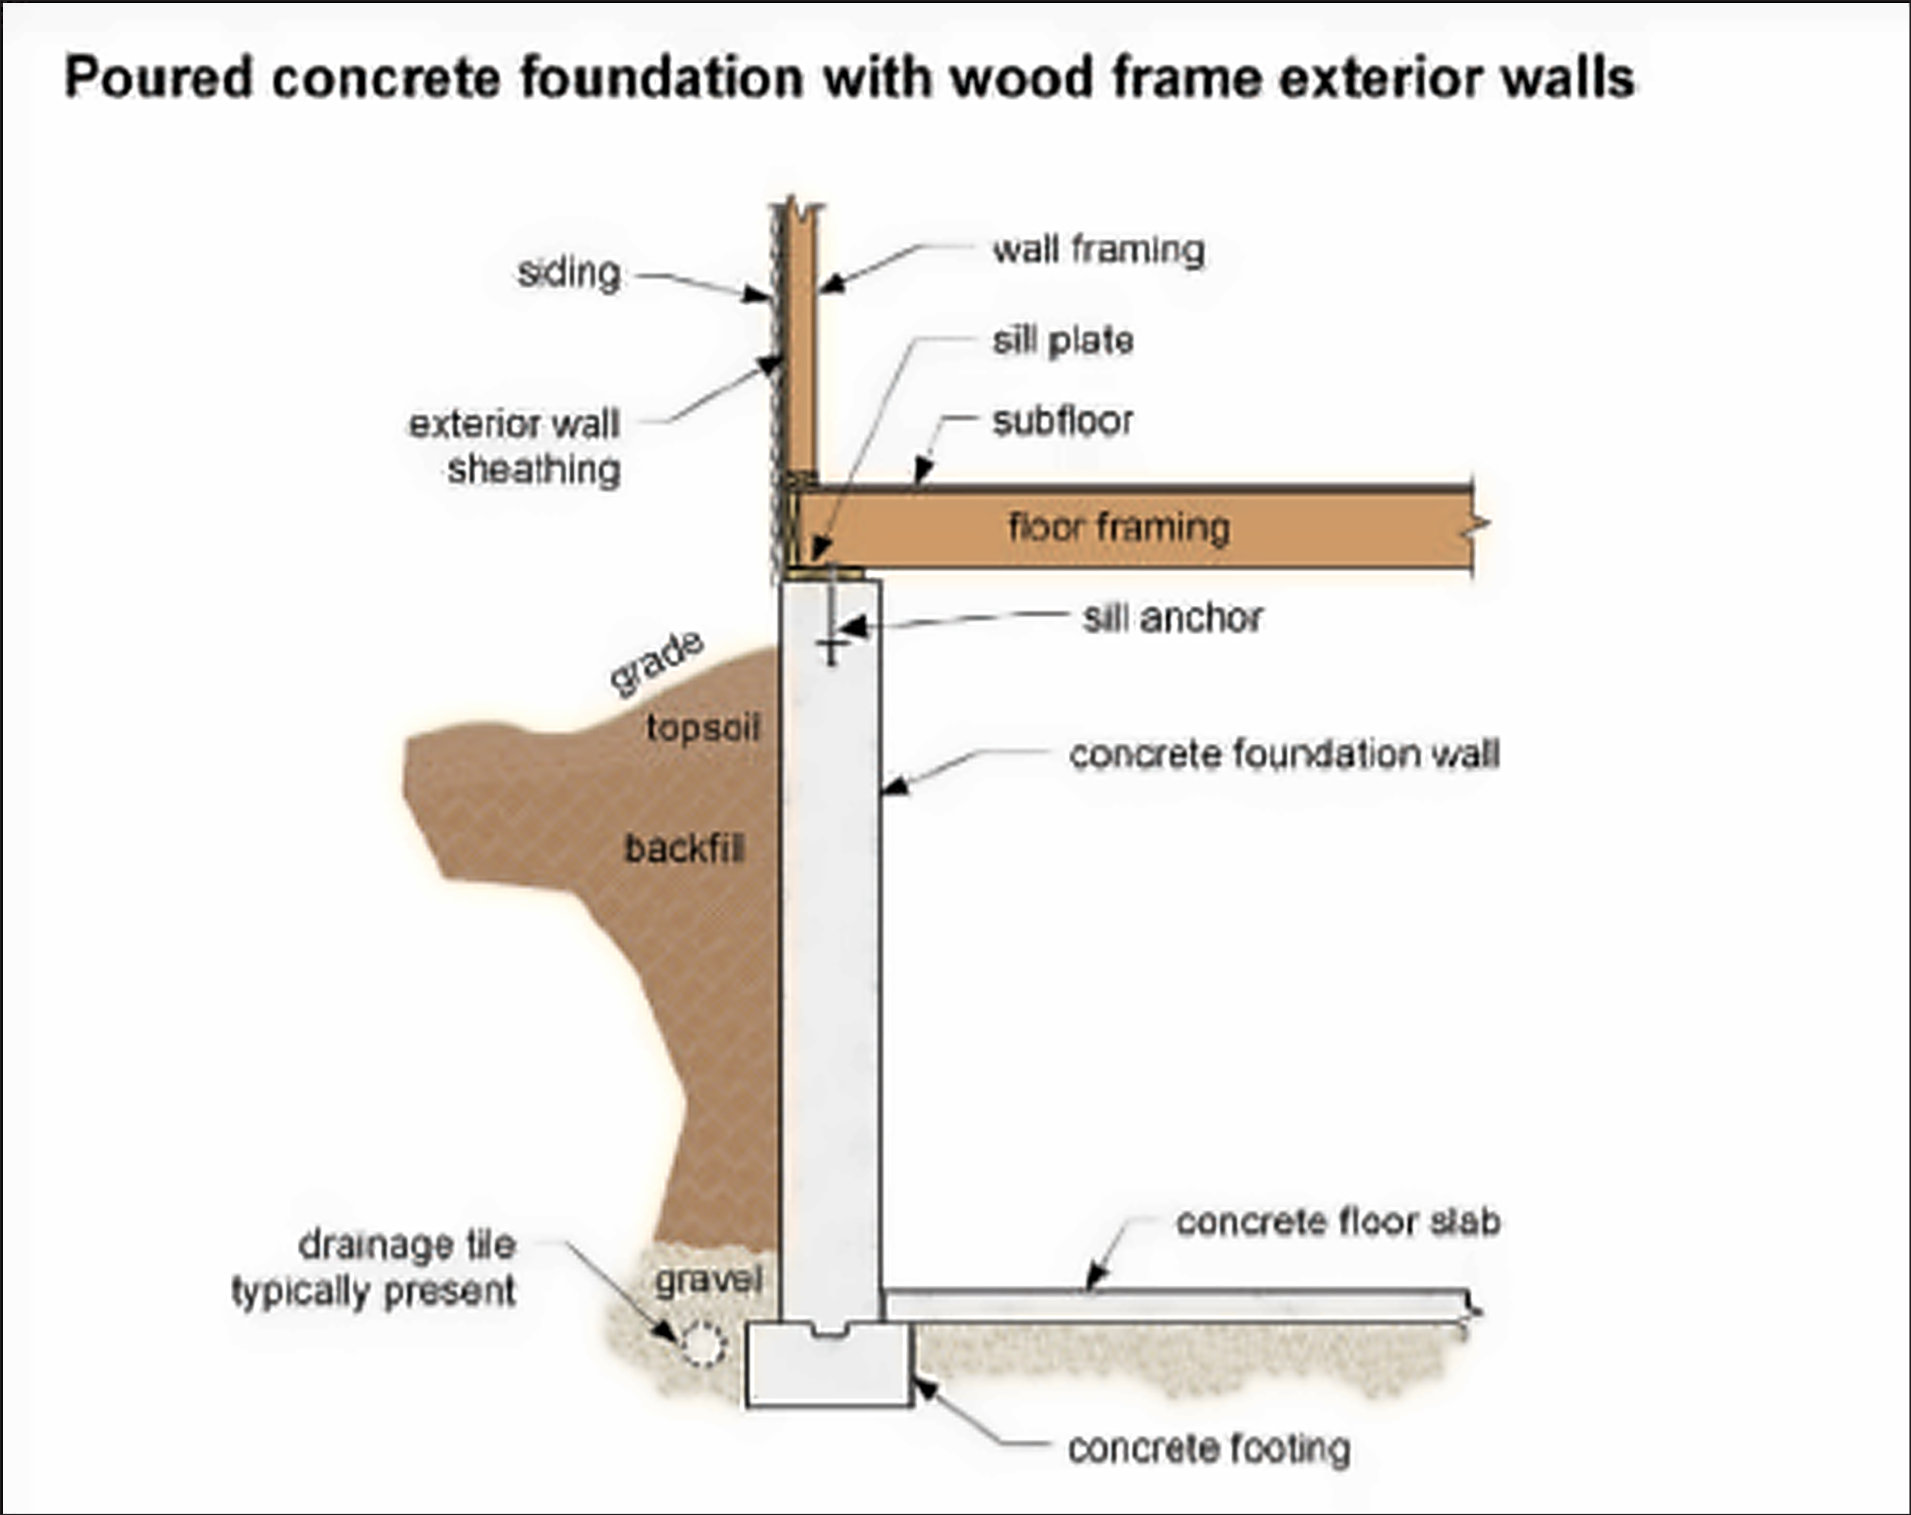 Poured concrete foundation with wood frame exterior walls
siding
wall framing
sill plate
exterior wall
sheathing
subfloor
floor framing
sill anchor
grade
topsoil
concrete foundation wall
backfill
concrete floor slab
drainage tile
typically present
gravel
concrete footing